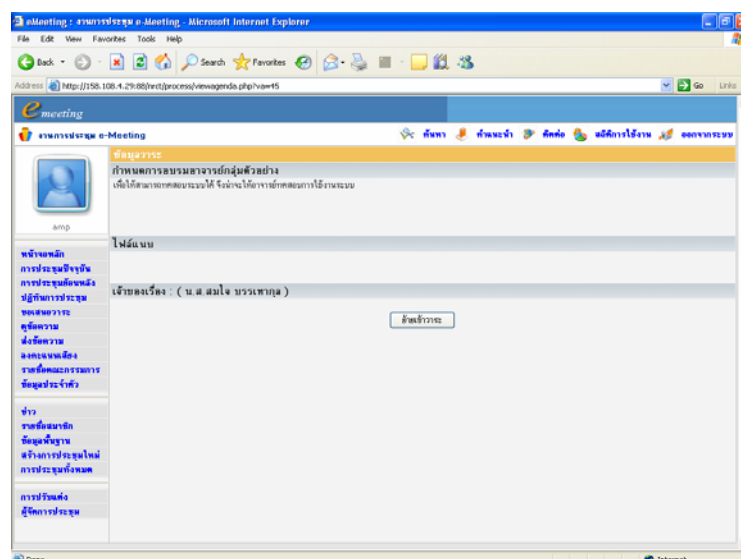 eMeeting : งานการประชุม e-Meeting - Microsoft Internet Explorer
File Edit View Favorites Tools Help
Back Search Favorites
Address http://158.108.4.29:88/nrct/process/viewagenda.php?va=45 Go Links
e meeting
งานการประชุม e-Meeting ค้นหา คำแนะนำ ติดต่อ สถิติการใช้งาน ออกจากระบบ
ข้อมูลวาระ
กำหนดการอบรมอาจารย์กลุ่มตัวอย่าง
เพื่อให้สามารถทดสอบระบบได้ จึงน่าจะให้อาจารย์ทดสอบการใช้งานระบบ
amp
ไฟล์แนบ
หน้าจอหลัก
การประชุมปัจจุบัน
การประชุมย้อนหลัง
เจ้าของเรื่อง : ( น.ส.สมใจ บรรเทากุล )
ปฏิทินการประชุม
ขอเสนอวาระ
ดูข้อความ
ส่งข้อความ
ลงคะแนนเสียง
รายชื่อคณะกรรมการ
ข้อมูลประจำตัว
ย้ายเข้าวาระ
ข่าว
รายชื่อสมาชิก
ข้อมูลพื้นฐาน
สร้างการประชุมใหม่
การประชุมทั้งหมด
การปรับแต่ง
ผู้จัดการประชุม
Done Internet